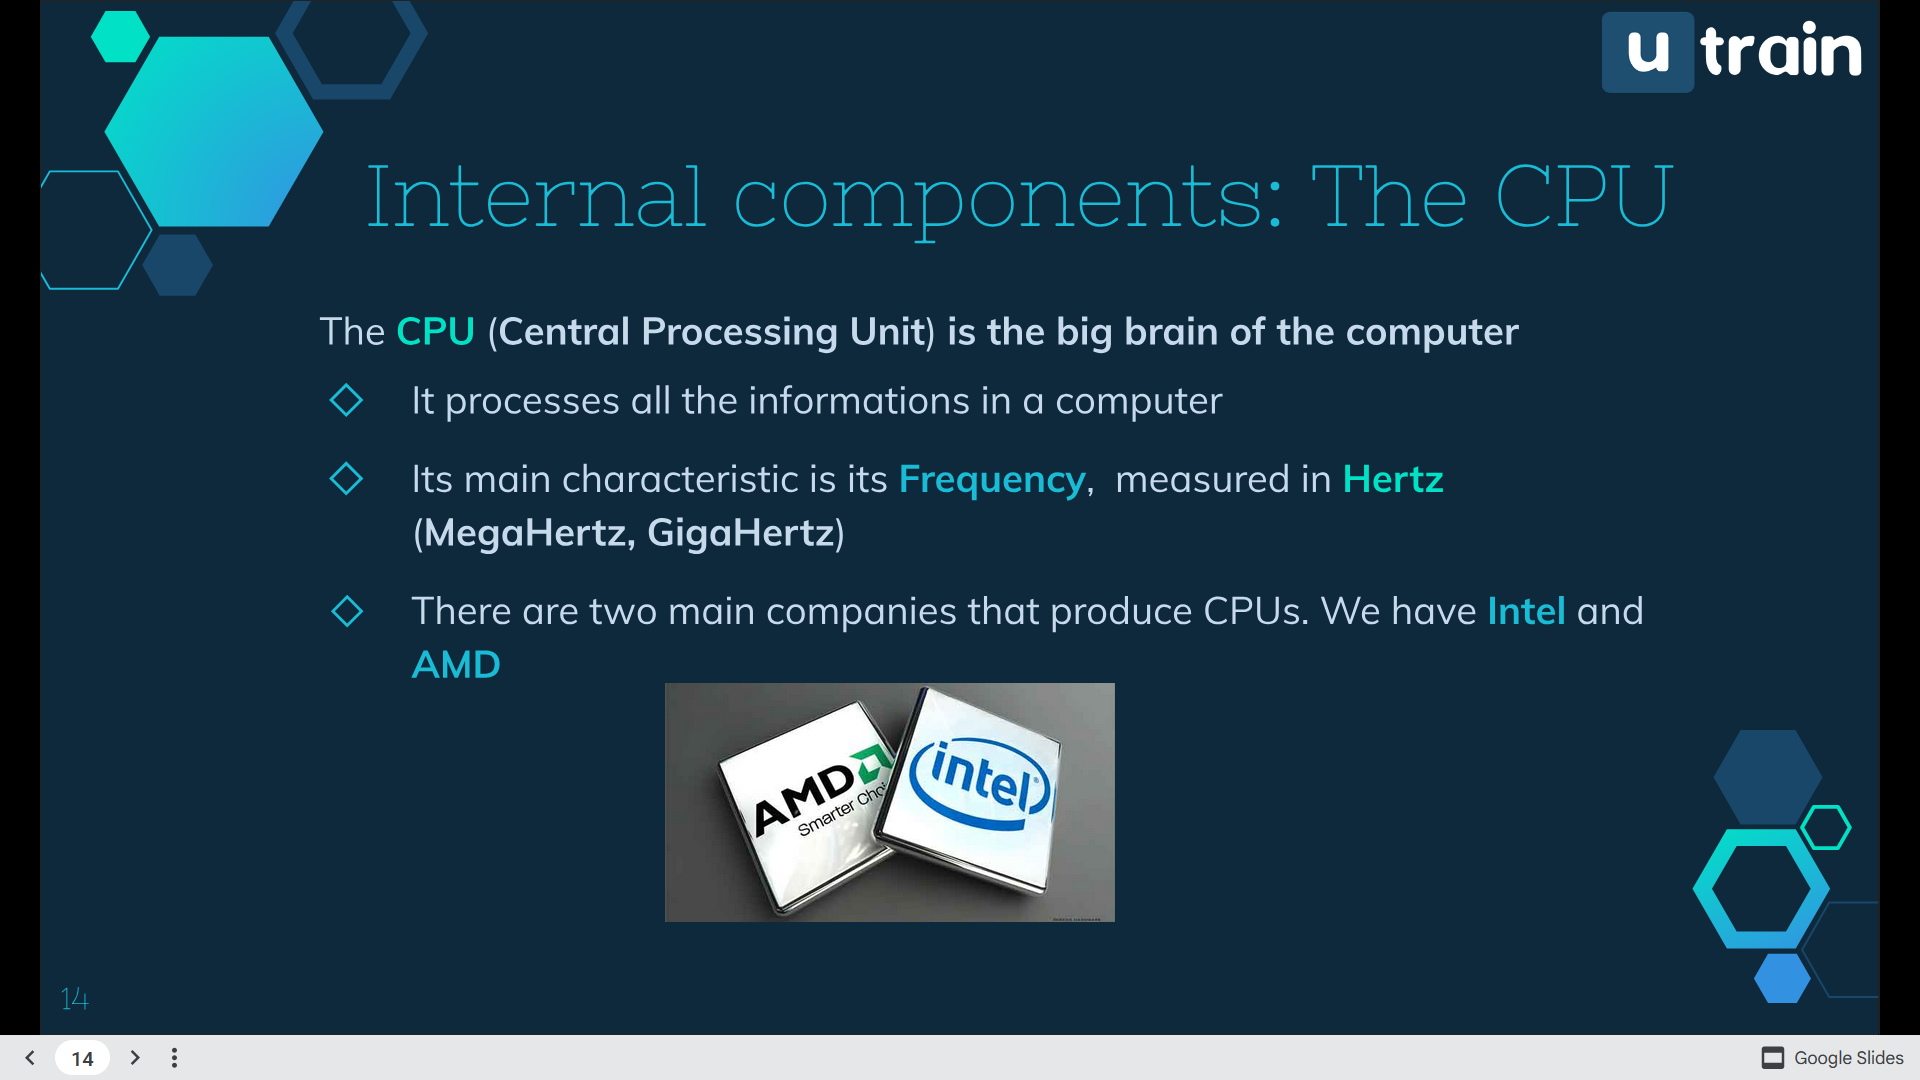 u train
Internal components: The CPU
The CPU (Central Processing Unit) is the big brain of the computer
It processes all the informations in a computer
Its main characteristic is its Frequency, measured in Hertz
(MegaHertz, GigaHertz)
There are two main companies that produce CPUs. We have Intel and
AMD
AMD
Smarter Choi
intel
14
14
Google Slides